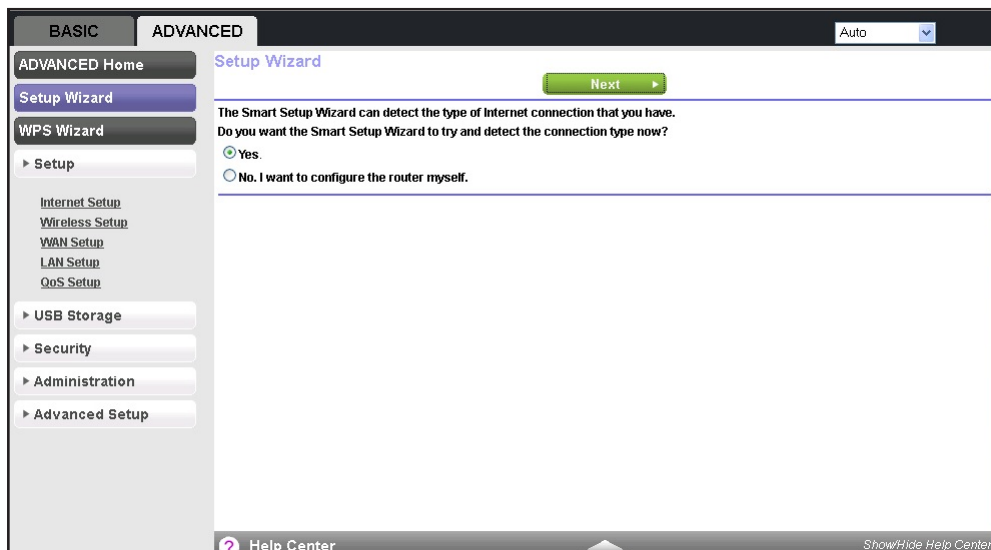 BASIC
ADVANCED
Auto
ADVANCED Home
Setup Wizard
WPS Wizard
Setup
Internet Setup
Wireless Setup
WAN Setup
LAN Setup
QoS Setup
USB Storage
Security
Administration
Advanced Setup
Setup Wizard
Next
The Smart Setup Wizard can detect the type of Internet connection that you have.
Do you want the Smart Setup Wizard to try and detect the connection type now?
Yes.
No. I want to configure the router myself.
? Help Center
Show/Hide Help Center